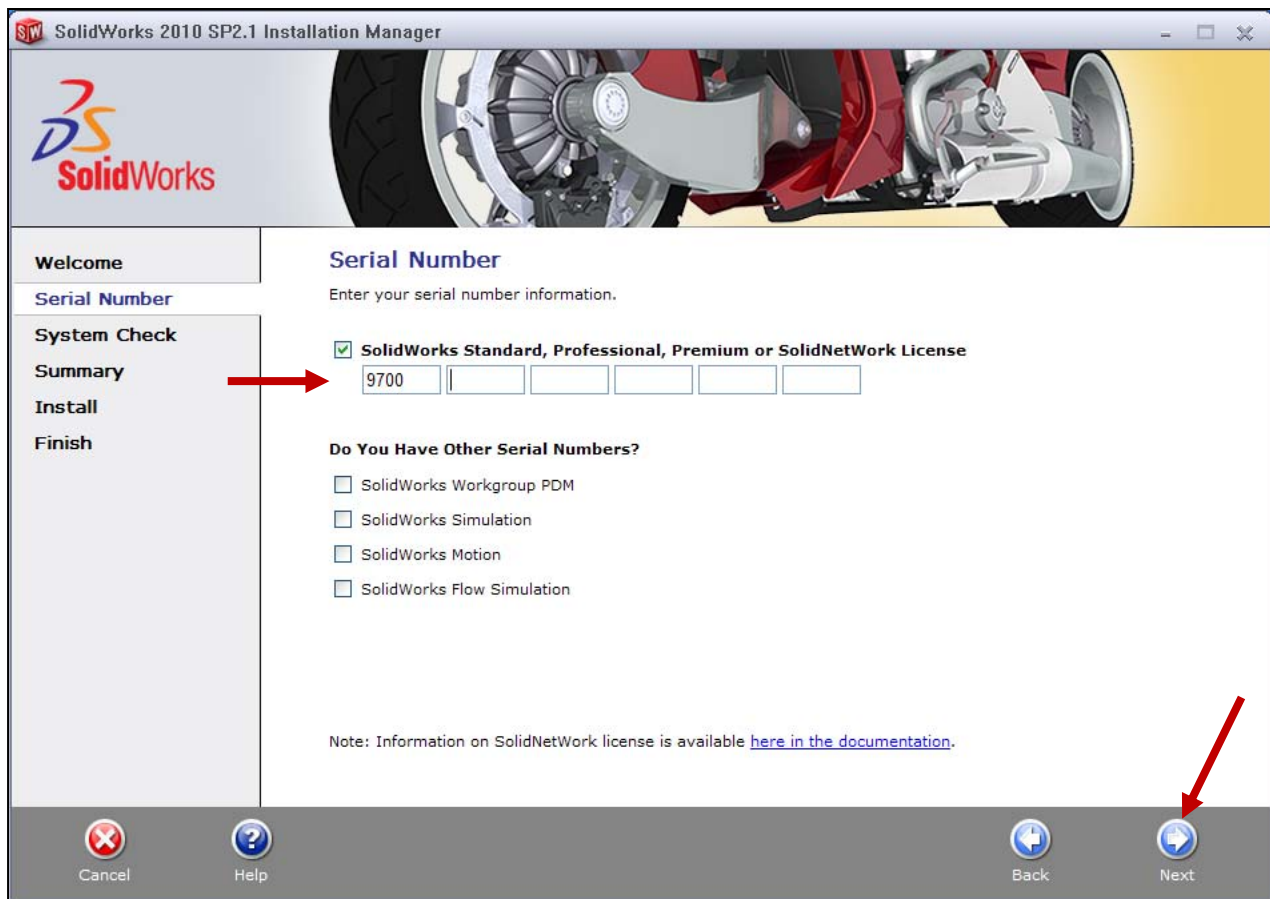 SolidWorks 2010 SP2.1 Installation Manager
SolidWorks
Welcome
Serial Number
System Check
Summary
Install
Finish
Serial Number
Enter your serial number information.
SolidWorks Standard, Professional, Premium or SolidNetWork License
9700
Do You Have Other Serial Numbers?
SolidWorks Workgroup PDM
SolidWorks Simulation
SolidWorks Motion
SolidWorks Flow Simulation
Note: Information on SolidNetWork license is available here in the documentation.
Cancel Help Back Next